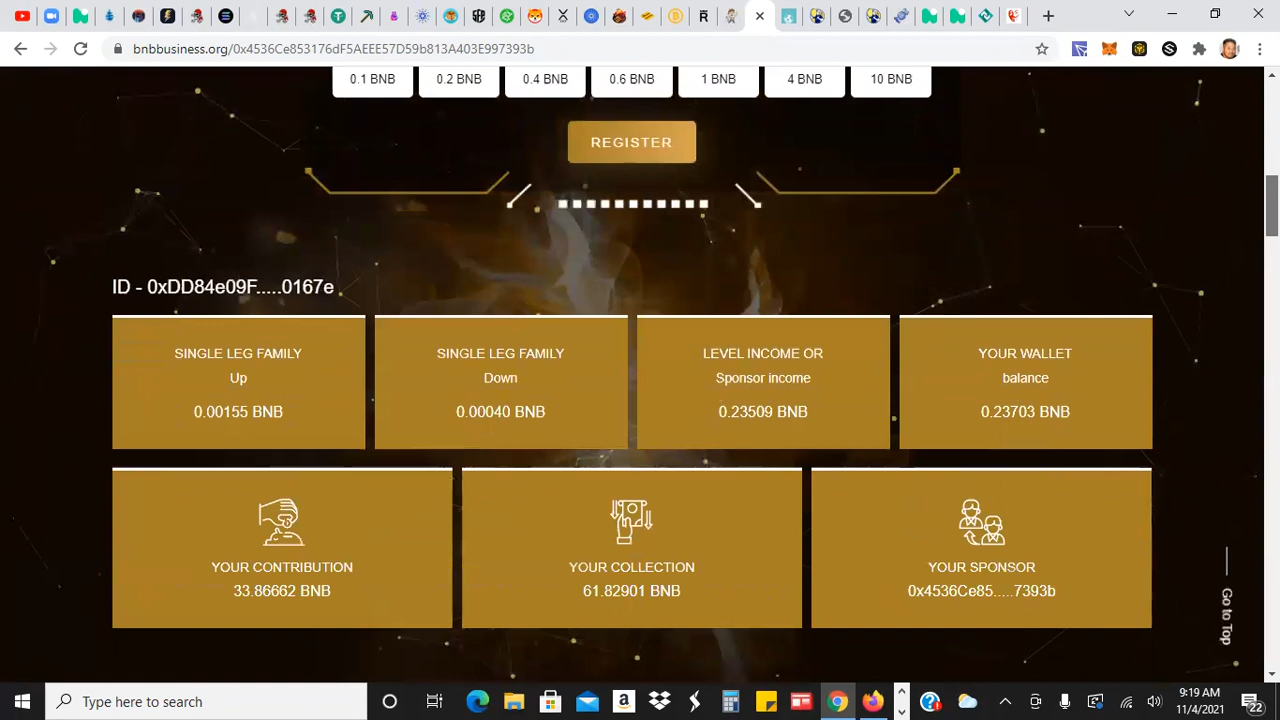 bnbbusiness.org/0x4536Ce853176dF5AEEE57D59b813A403E997393b
0.1 BNB 0.2 BNB 0.4 BNB 0.6 BNB 1 BNB 4 BNB 10 BNB
REGISTER
ID - 0xDD84e09F.....0167e
SINGLE LEG FAMILY
Up
0.00155 BNB
SINGLE LEG FAMILY
Down
0.00040 BNB
LEVEL INCOME OR
Sponsor income
0.23509 BNB
YOUR WALLET
balance
0.23703 BNB
YOUR CONTRIBUTION
33.86662 BNB
YOUR COLLECTION
61.82901 BNB
YOUR SPONSOR
0x4536Ce85.....7393b
Go to Top
Type here to search
9:19 AM
11/4/2021
22